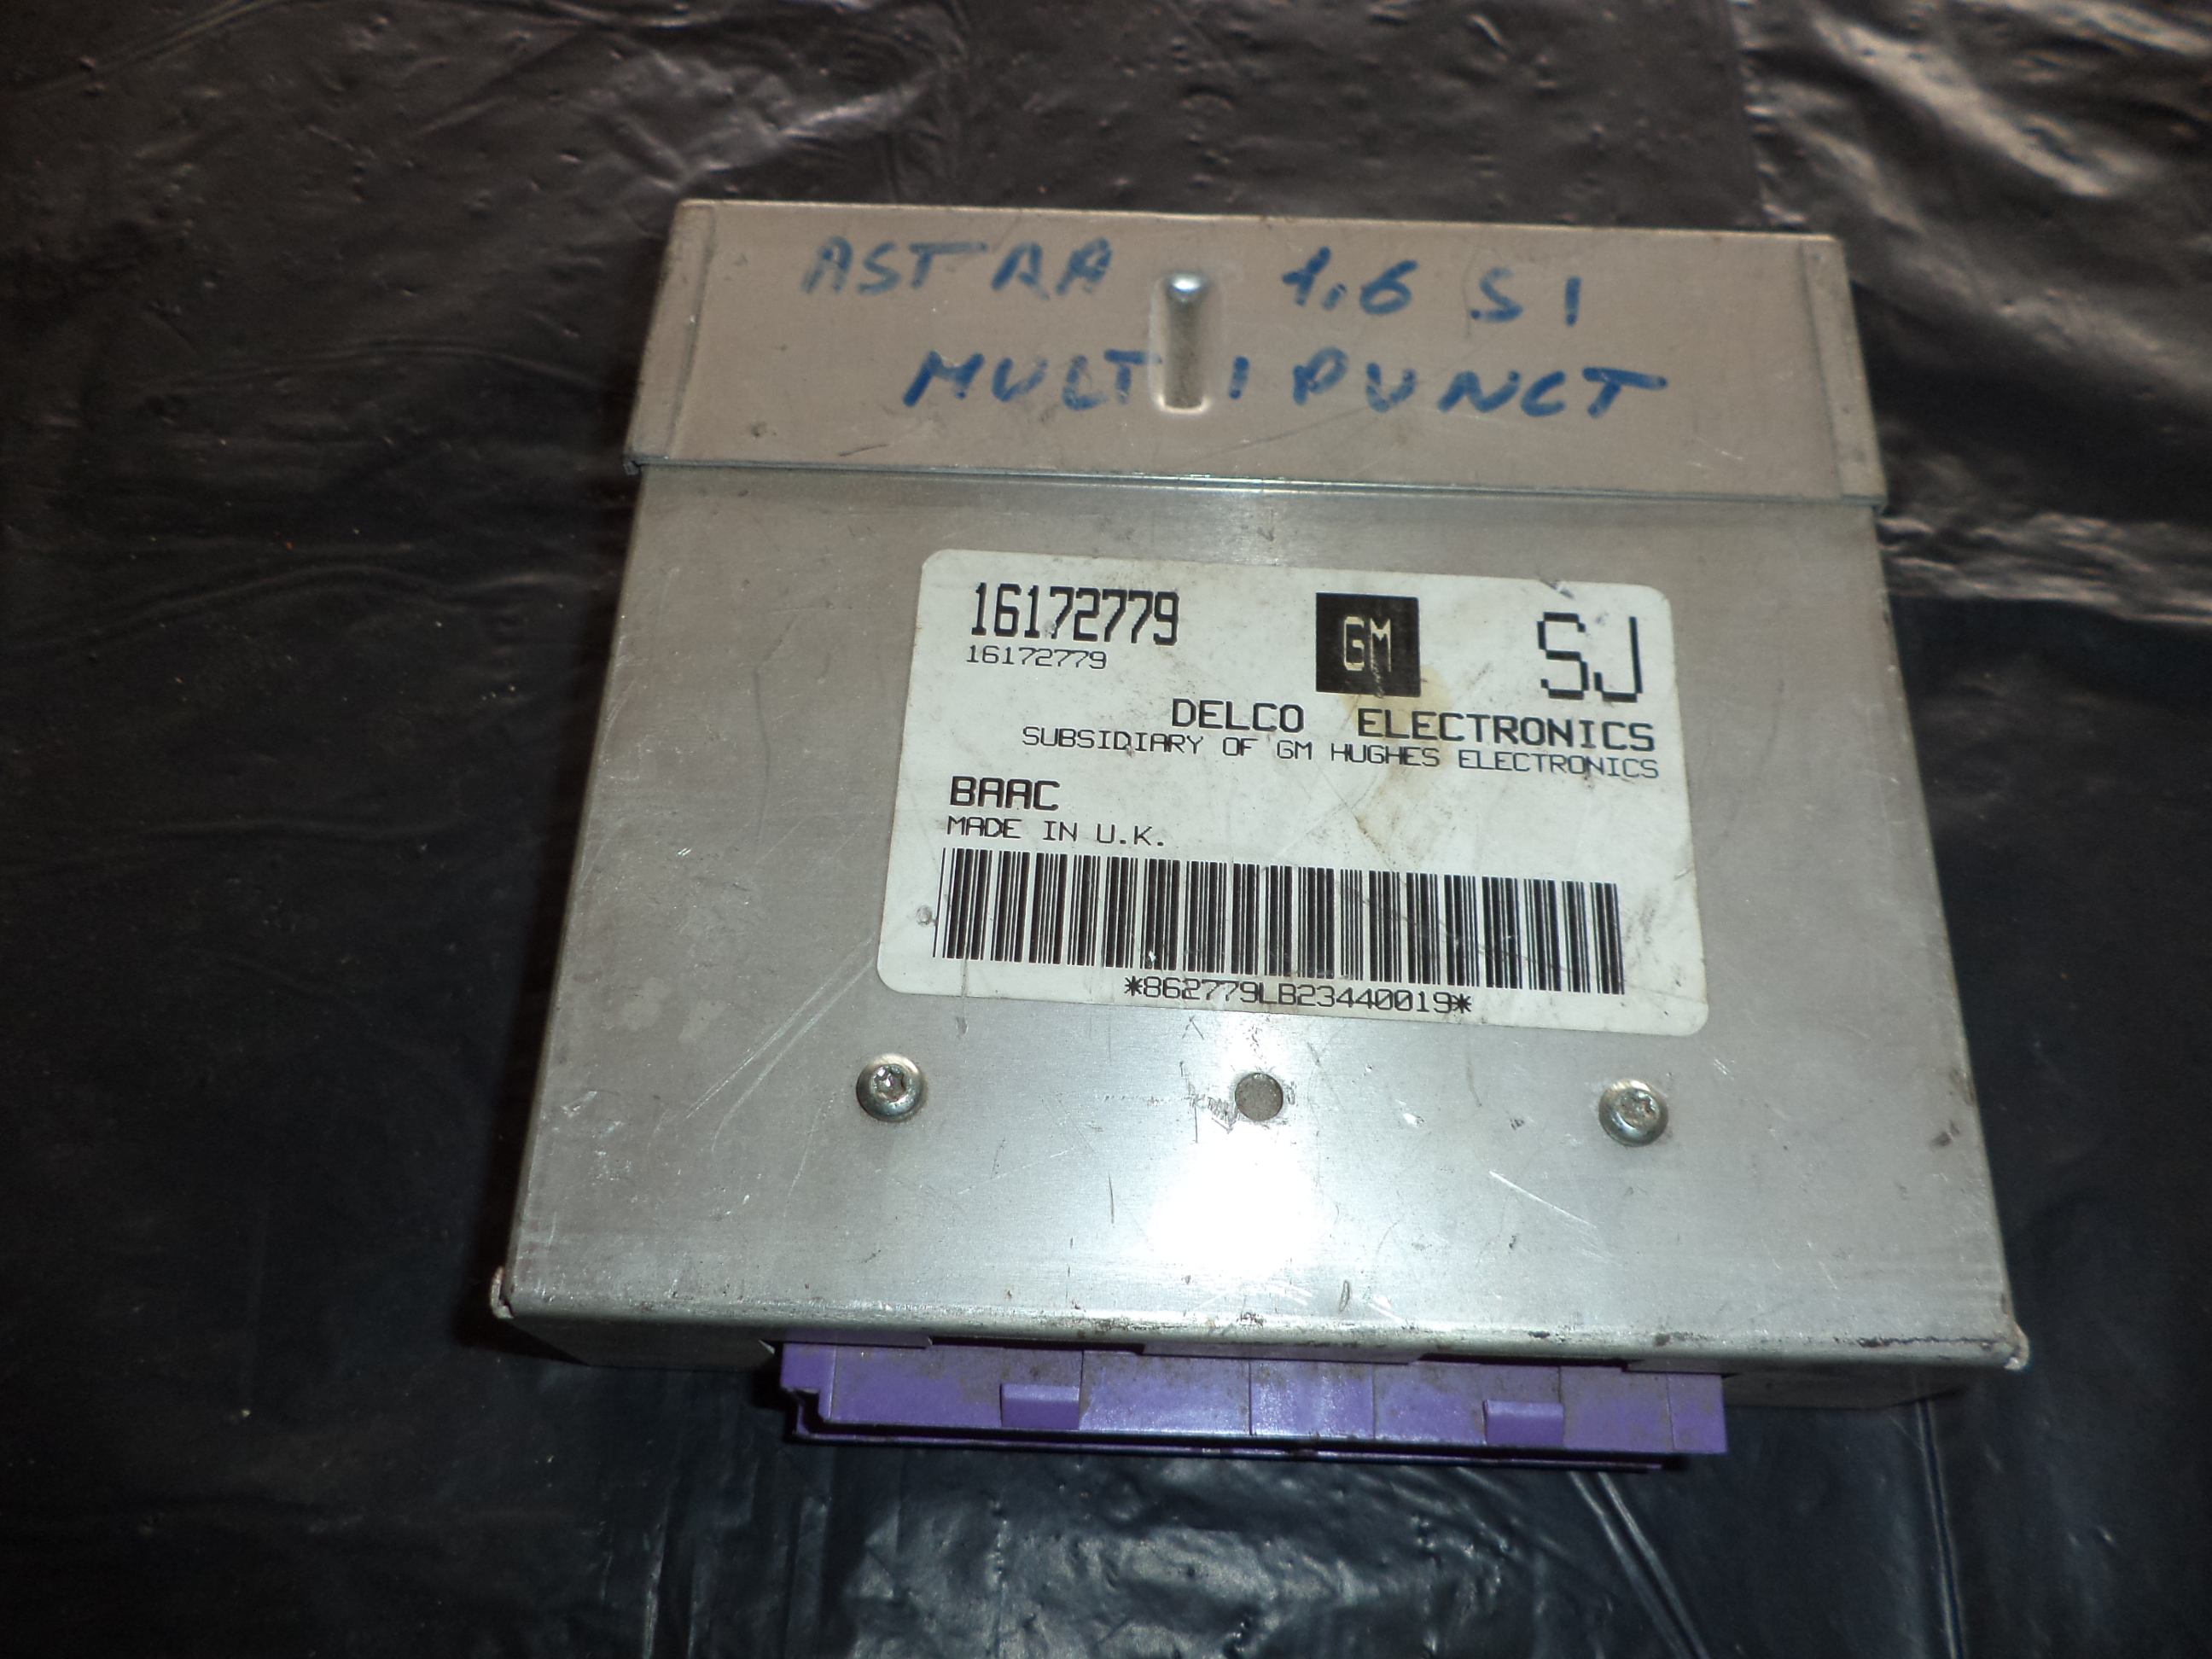 ASTRA 1,6 SI
MULTIPUNCT
16172779
16172779
GM
SJ
DELCO ELECTRONICS
SUBSIDIARY OF GM HUGHES ELECTRONICS
BAAC
MADE IN U.K.
*862779LB23440019*